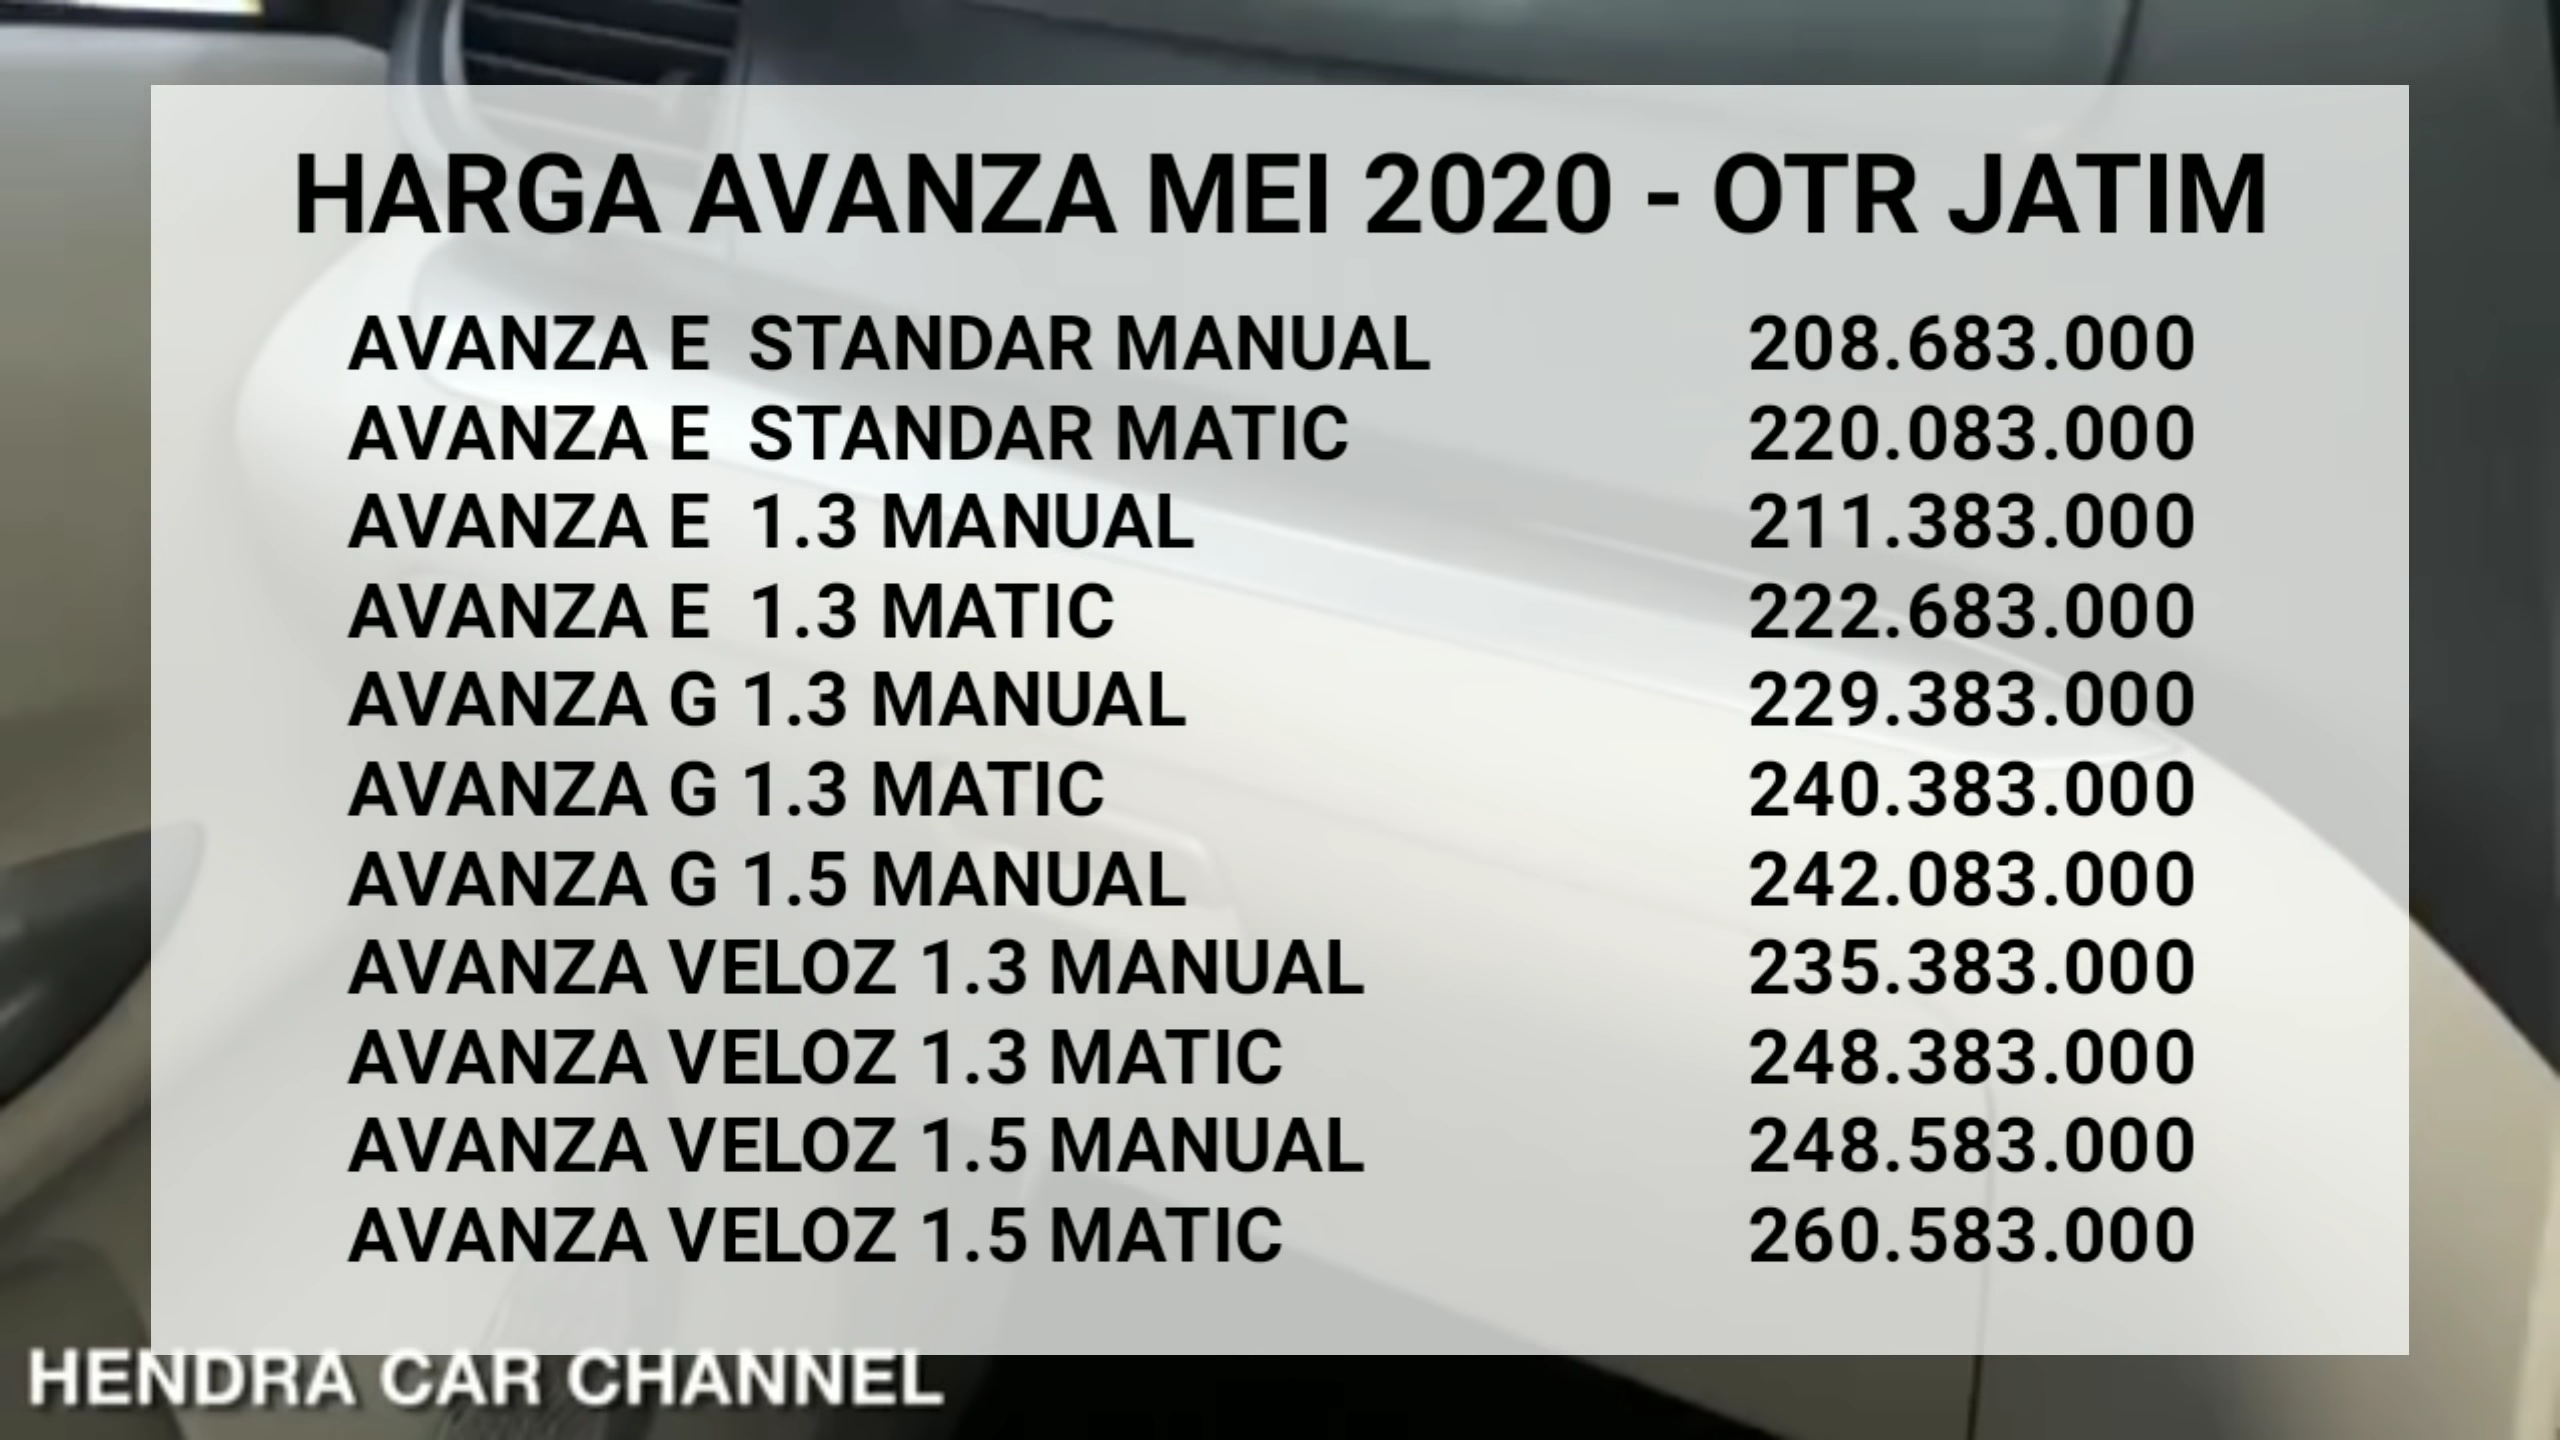 HARGA AVANZA MEI 2020 - OTR JATIM
AVANZA E STANDAR MANUAL 208.683.000
AVANZA E STANDAR MATIC 220.083.000
AVANZA E 1.3 MANUAL 211.383.000
AVANZA E 1.3 MATIC 222.683.000
AVANZA G 1.3 MANUAL 229.383.000
AVANZA G 1.3 MATIC 240.383.000
AVANZA G 1.5 MANUAL 242.083.000
AVANZA VELOZ 1.3 MANUAL 235.383.000
AVANZA VELOZ 1.3 MATIC 248.383.000
AVANZA VELOZ 1.5 MANUAL 248.583.000
AVANZA VELOZ 1.5 MATIC 260.583.000
HENDRA CAR CHANNEL